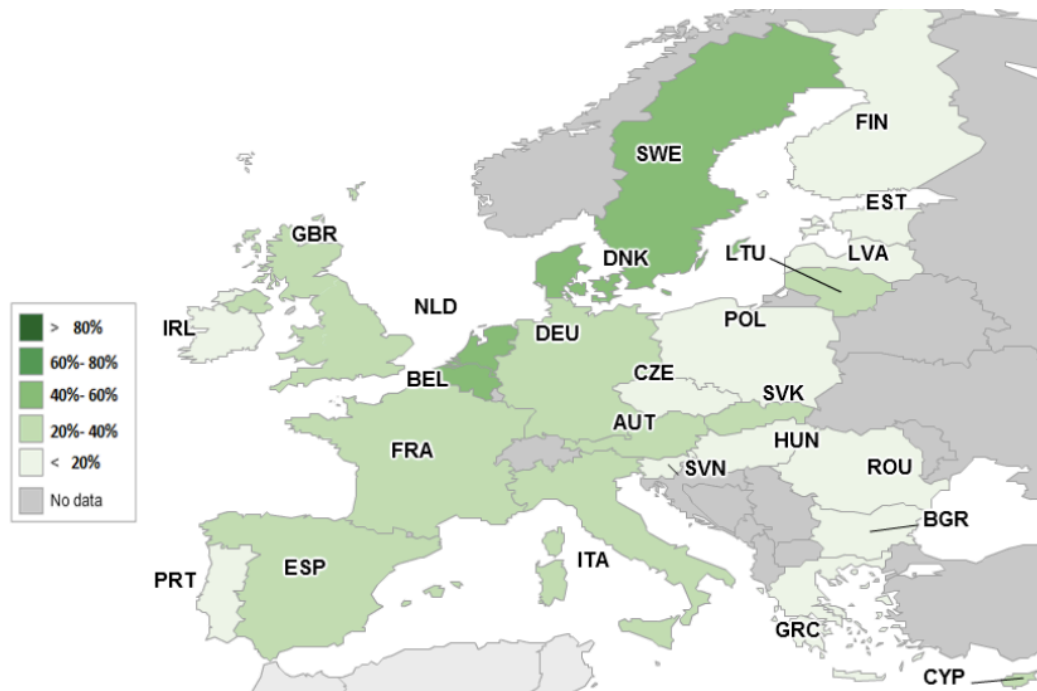 FIN
SWE
EST
GBR
DNK
LTU
LVA
NLD
IRL
DEU
POL
> 80%
60%- 80%
40%- 60%
20%- 40%
< 20%
No data
BEL
CZE
SVK
AUT
HUN
FRA
SVN
ROU
BGR
ITA
ESP
PRT
GRC
CYP